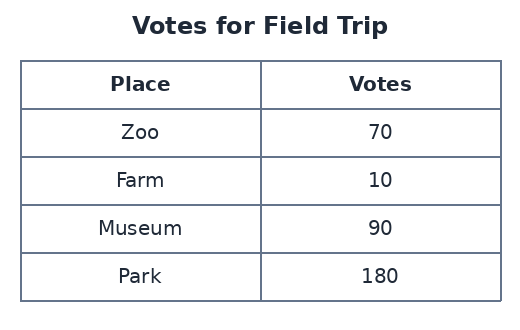 Votes for Field Trip
Place Votes
Zoo 70
Farm 10
Museum 90
Park 180